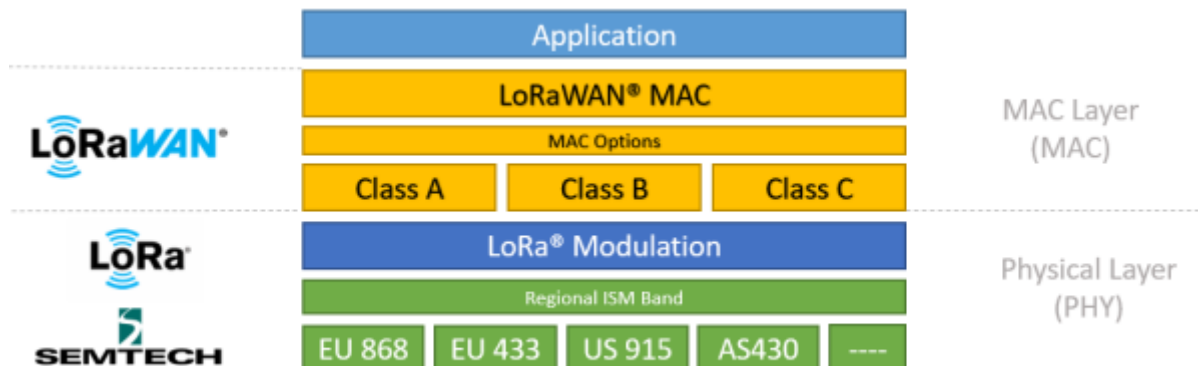 Application
LoRaWAN® MAC
MAC Options
Class A Class B Class C
LoRaWAN®
MAC Layer
(MAC)
LoRa® Modulation
Regional ISM Band
EU 868 EU 433 US 915 AS430 ----
LoRa®
SEMTECH
Physical Layer
(PHY)